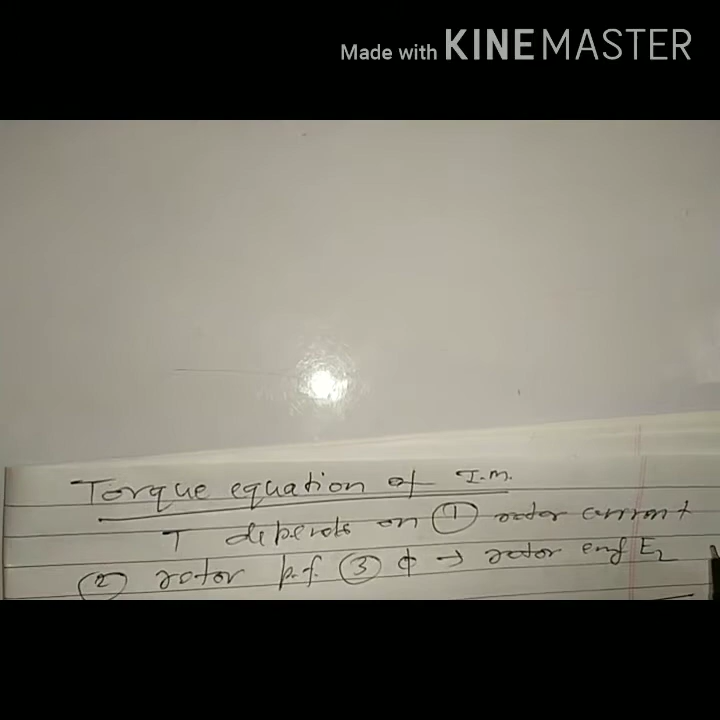 Made with KINEMASTER
Torque equation of I.M.
T depends on ① rotor current
② rotor p.f. ③ ϕ → rotor emf E₂